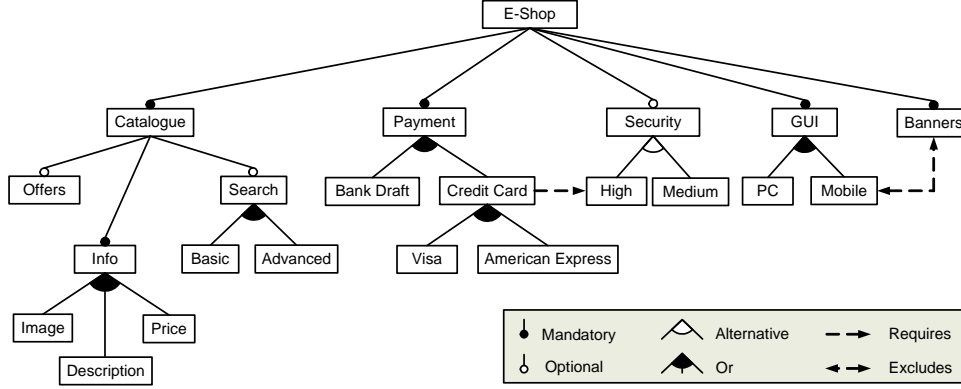 E-Shop
Catalogue
Payment
Security
GUI
Banners
Offers
Search
Bank Draft
Credit Card
High
Medium
PC
Mobile
Info
Basic
Advanced
Visa
American Express
Image
Price
Description
Mandatory
Alternative
Requires
Optional
Or
Excludes